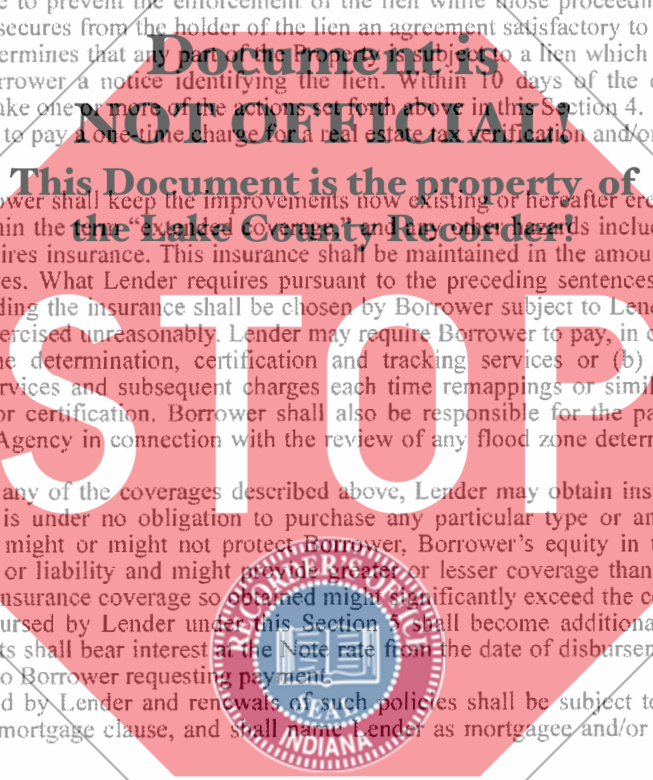 e to prevent the enforcement of the lien while those proceedin
secures from the holder of the lien an agreement satisfactory to
ermines that any part of the Property is subject to a lien which
Document is
rrower a notice identifying the lien. Within 10 days of the
ake one or more of the actions set forth above in this Section 4.
NOT OFFICIAL!
to pay a one-time charge for a real estate tax verification and/or
This Document is the property of
wer shall keep the improvements now existing or hereafter ere
the Lake County Recorder!
hin the term “extended coverage,” and any other hazards includ
ires insurance. This insurance shall be maintained in the amou
es. What Lender requires pursuant to the preceding sentences
ding the insurance shall be chosen by Borrower subject to Lend
ercised unreasonably. Lender may require Borrower to pay, in c
ne determination, certification and tracking services or (b)
rvices and subsequent charges each time remappings or simil
or certification. Borrower shall also be responsible for the pa
Agency in connection with the review of any flood zone determ
STOP
any of the coverages described above, Lender may obtain ins
is under no obligation to purchase any particular type or am
might or might not protect Borrower, Borrower’s equity in t
or liability and might provide greater or lesser coverage than
insurance coverage so obtained might significantly exceed the co
ursed by Lender under this Section 5 shall become additiona
ts shall bear interest at the Note rate from the date of disbursem
o Borrower requesting payment.
d by Lender and renewals of such policies shall be subject to
mortgage clause, and shall name Lender as mortgagee and/or
SEAL
INDIANA